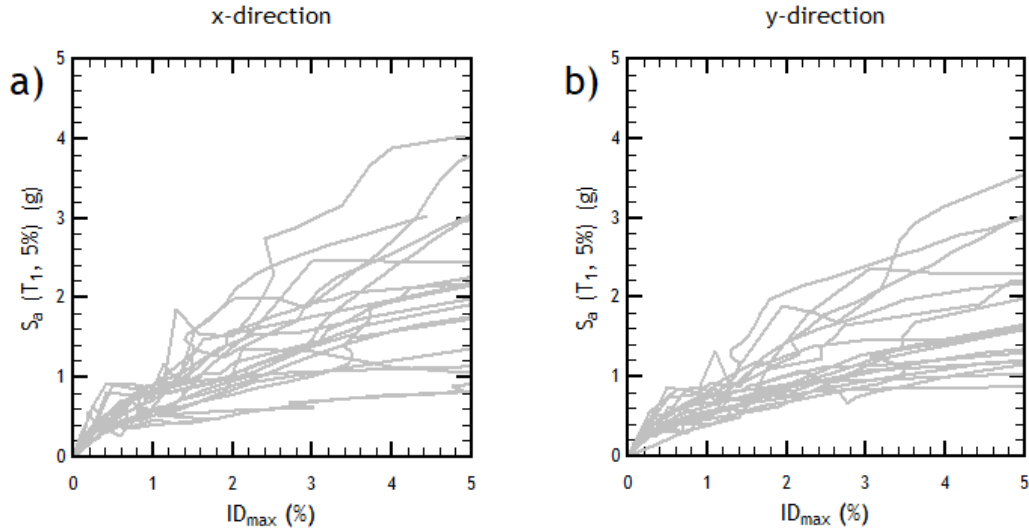 x-direction
y-direction
a)
5
4
3
2
1
0
Sa (T1, 5%) (g)
0 1 2 3 4 5
IDmax (%)
b)
5
4
3
2
1
0
Sa (T1, 5%) (g)
0 1 2 3 4 5
IDmax (%)